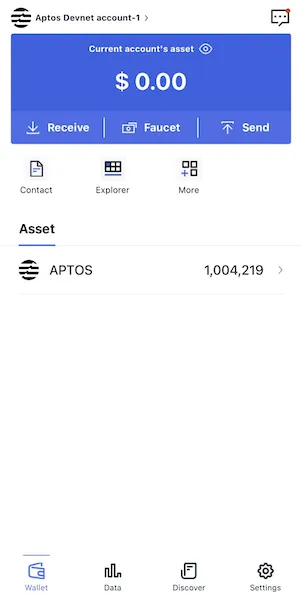 Aptos Devnet account-1
Current account's asset
$ 0.00
Receive Faucet Send
Contact Explorer More
Asset
APTOS 1,004,219
Wallet Data Discover Settings